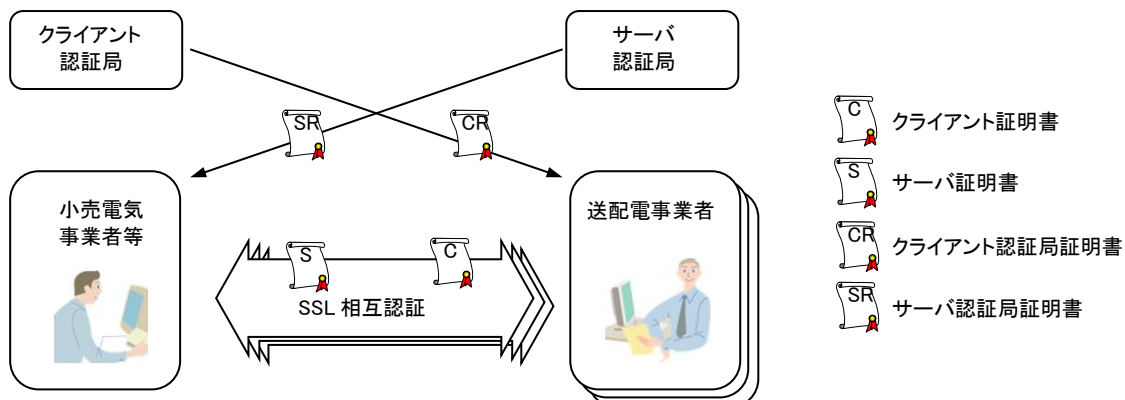 クライアント
認証局
サーバ
認証局
SR
CR
C
クライアント証明書
S
サーバ証明書
CR
クライアント認証局証明書
SR
サーバ認証局証明書
小売電気
事業者等
送配電事業者
S
C
SSL 相互認証